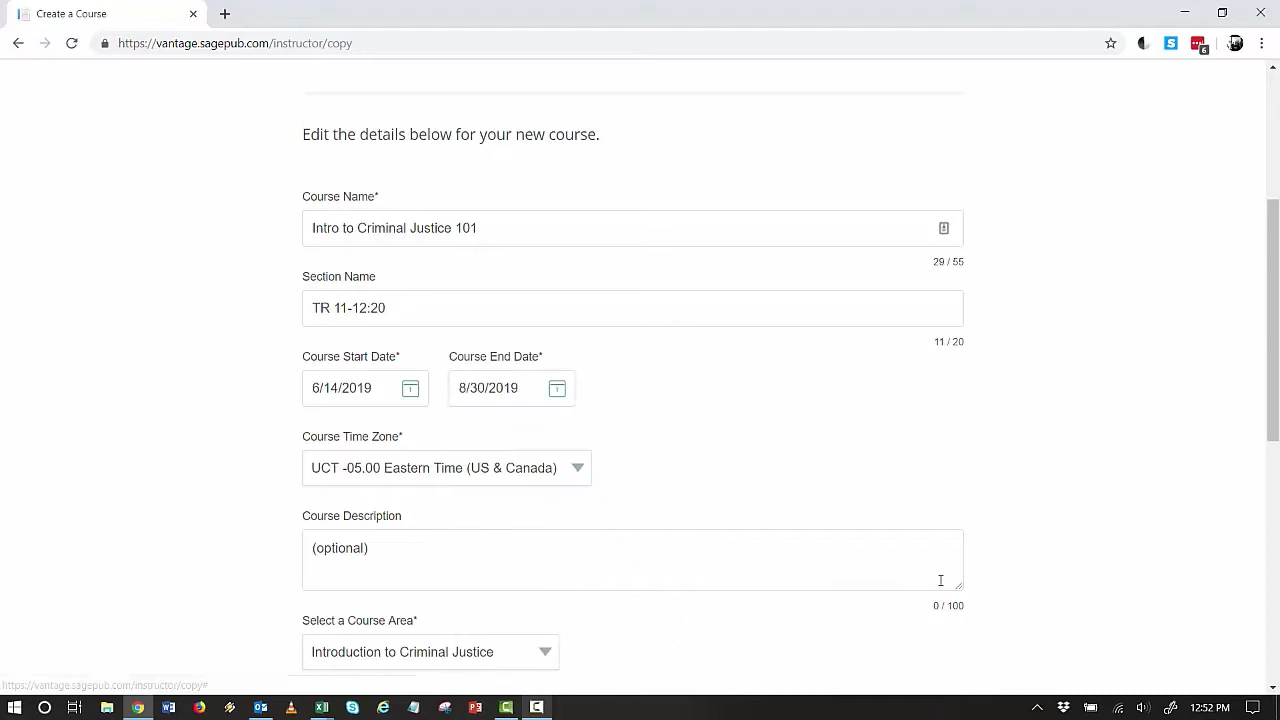 Create a Course
https://vantage.sagepub.com/instructor/copy
6
Edit the details below for your new course.
Course Name*
Intro to Criminal Justice 101
29 / 55
Section Name
TR 11-12:20
11 / 20
Course Start Date* Course End Date*
6/14/2019 8/30/2019
Course Time Zone*
UCT -05.00 Eastern Time (US & Canada)
Course Description
(optional)
0 / 100
Select a Course Area*
Introduction to Criminal Justice
https://vantage.sagepub.com/instructor/copy#
12:52 PM